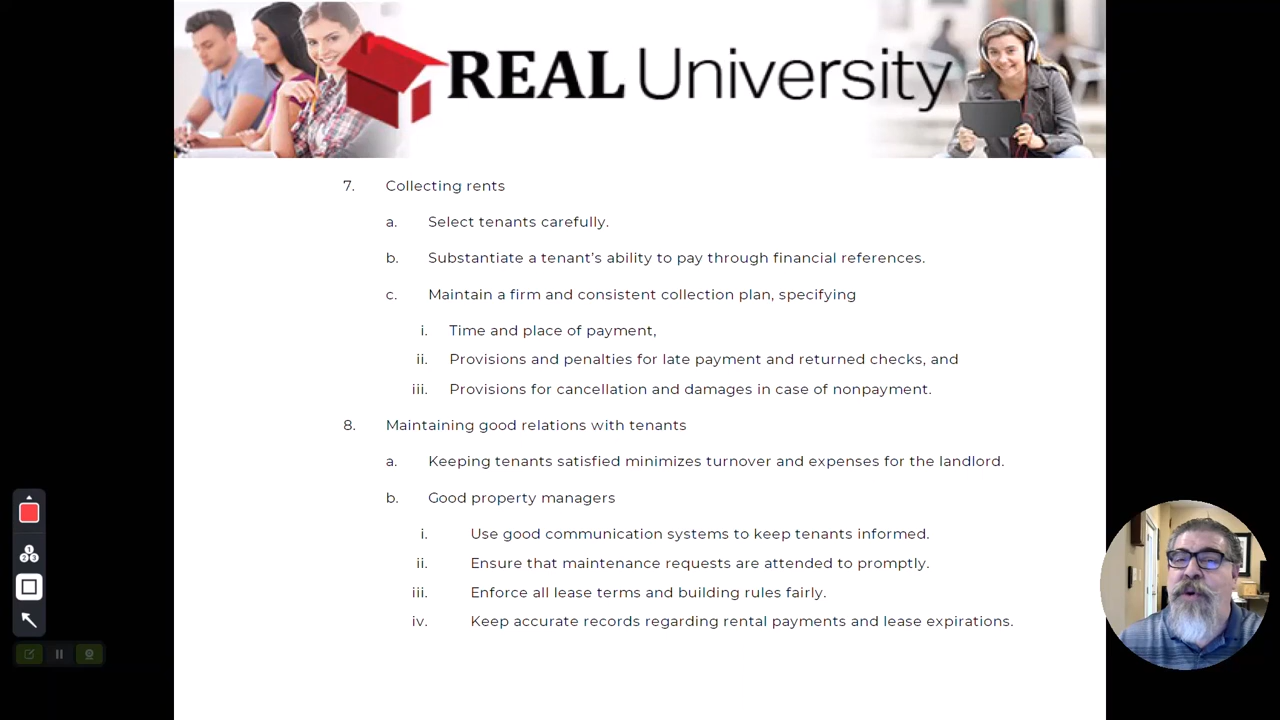 REAL University
7. Collecting rents
a. Select tenants carefully.
b. Substantiate a tenant’s ability to pay through financial references.
c. Maintain a firm and consistent collection plan, specifying
i. Time and place of payment,
ii. Provisions and penalties for late payment and returned checks, and
iii. Provisions for cancellation and damages in case of nonpayment.
8. Maintaining good relations with tenants
a. Keeping tenants satisfied minimizes turnover and expenses for the landlord.
b. Good property managers
i. Use good communication systems to keep tenants informed.
ii. Ensure that maintenance requests are attended to promptly.
iii. Enforce all lease terms and building rules fairly.
iv. Keep accurate records regarding rental payments and lease expirations.